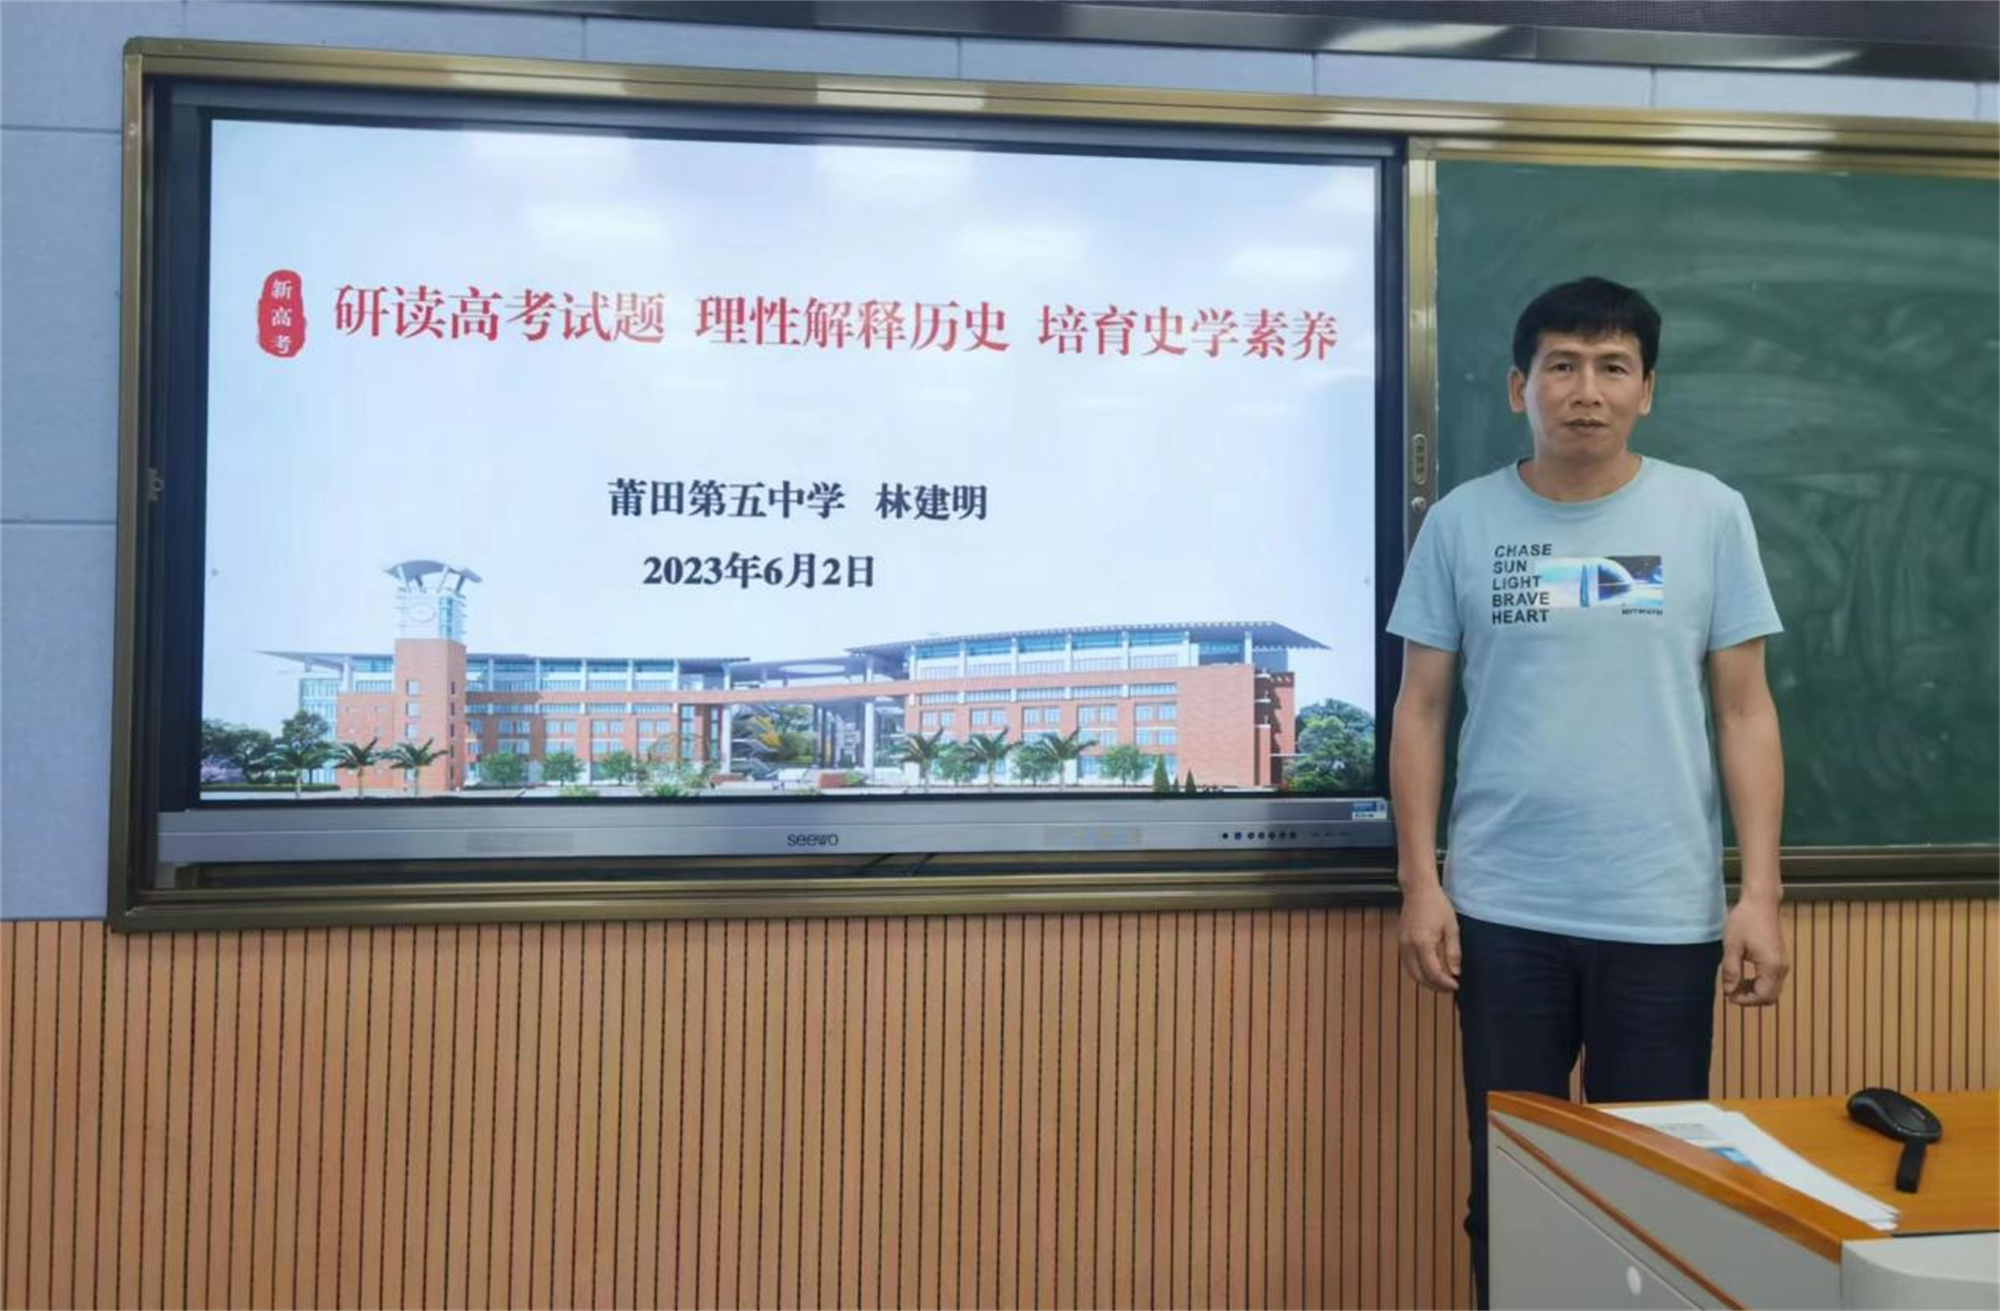 新高考
研读高考试题 理性解释历史 培育史学素养
莆田第五中学 林建明
2023年6月2日
seewo
CHASE
SUN
LIGHT
BRAVE
HEART